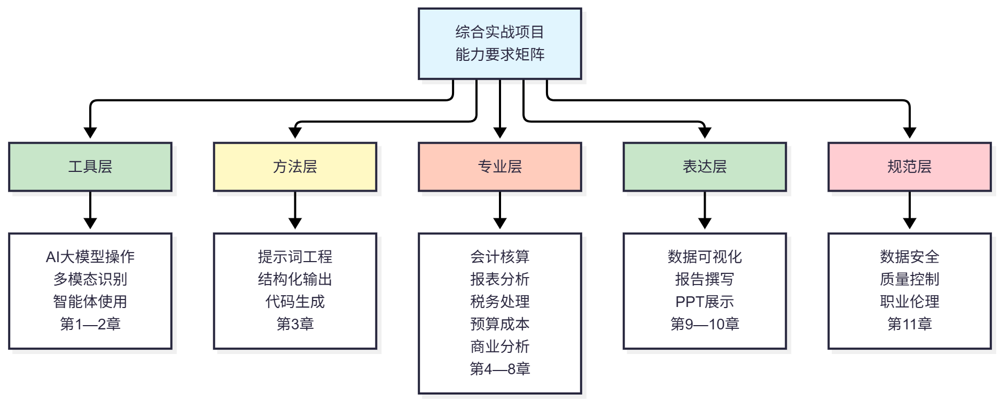 综合实战项目
能力要求矩阵
工具层
方法层
专业层
表达层
规范层
AI大模型操作
多模态识别
智能体使用
第1—2章
提示词工程
结构化输出
代码生成
第3章
会计核算
报表分析
税务处理
预算成本
商业分析
第4—8章
数据可视化
报告撰写
PPT展示
第9—10章
数据安全
质量控制
职业伦理
第11章